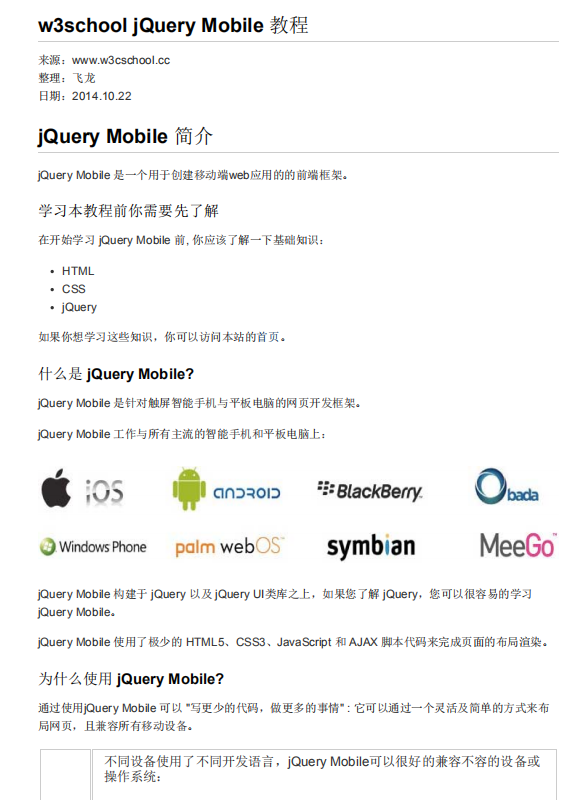 w3school jQuery Mobile 教程
来源：www.w3cschool.cc
整理：飞龙
日期：2014.10.22
jQuery Mobile 简介
jQuery Mobile 是一个用于创建移动端web应用的的前端框架。
学习本教程前你需要先了解
在开始学习 jQuery Mobile 前, 你应该了解一下基础知识：
• HTML
• CSS
• jQuery
如果你想学习这些知识，你可以访问本站的首页。
什么是 jQuery Mobile?
jQuery Mobile 是针对触屏智能手机与平板电脑的网页开发框架。
jQuery Mobile 工作与所有主流的智能手机和平板电脑上：
iOS android BlackBerry. bada
Windows Phone palm webOS symbian MeeGo
jQuery Mobile 构建于 jQuery 以及 jQuery UI类库之上，如果您了解 jQuery，您可以很容易的学习
jQuery Mobile。
jQuery Mobile 使用了极少的 HTML5、CSS3、JavaScript 和 AJAX 脚本代码来完成页面的布局渲染。
为什么使用 jQuery Mobile?
通过使用jQuery Mobile 可以 "写更少的代码，做更多的事情" : 它可以通过一个灵活及简单的方式来布
局网页，且兼容所有移动设备。
不同设备使用了不同开发语言，jQuery Mobile可以很好的兼容不容的设备或
操作系统：